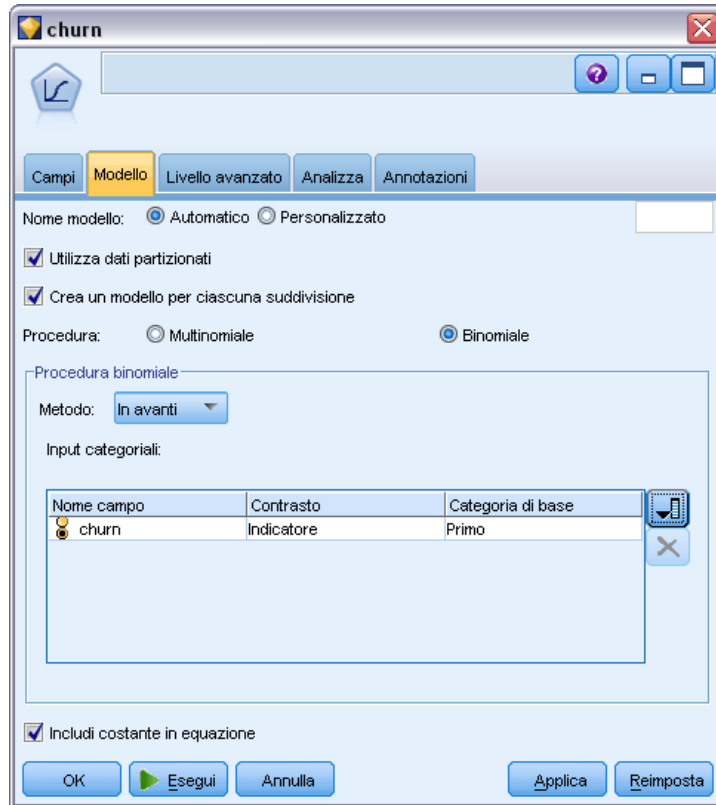 churn
Campi Modello Livello avanzato Analizza Annotazioni
Nome modello: Automatico Personalizzato
Utilizza dati partizionati
Crea un modello per ciascuna suddivisione
Procedura: Multinomiale Binomiale
Procedura binomiale
Metodo: In avanti
Input categoriali:
Nome campo Contrasto Categoria di base
churn Indicatore Primo
Includi costante in equazione
OK Esegui Annulla Applica Reimposta